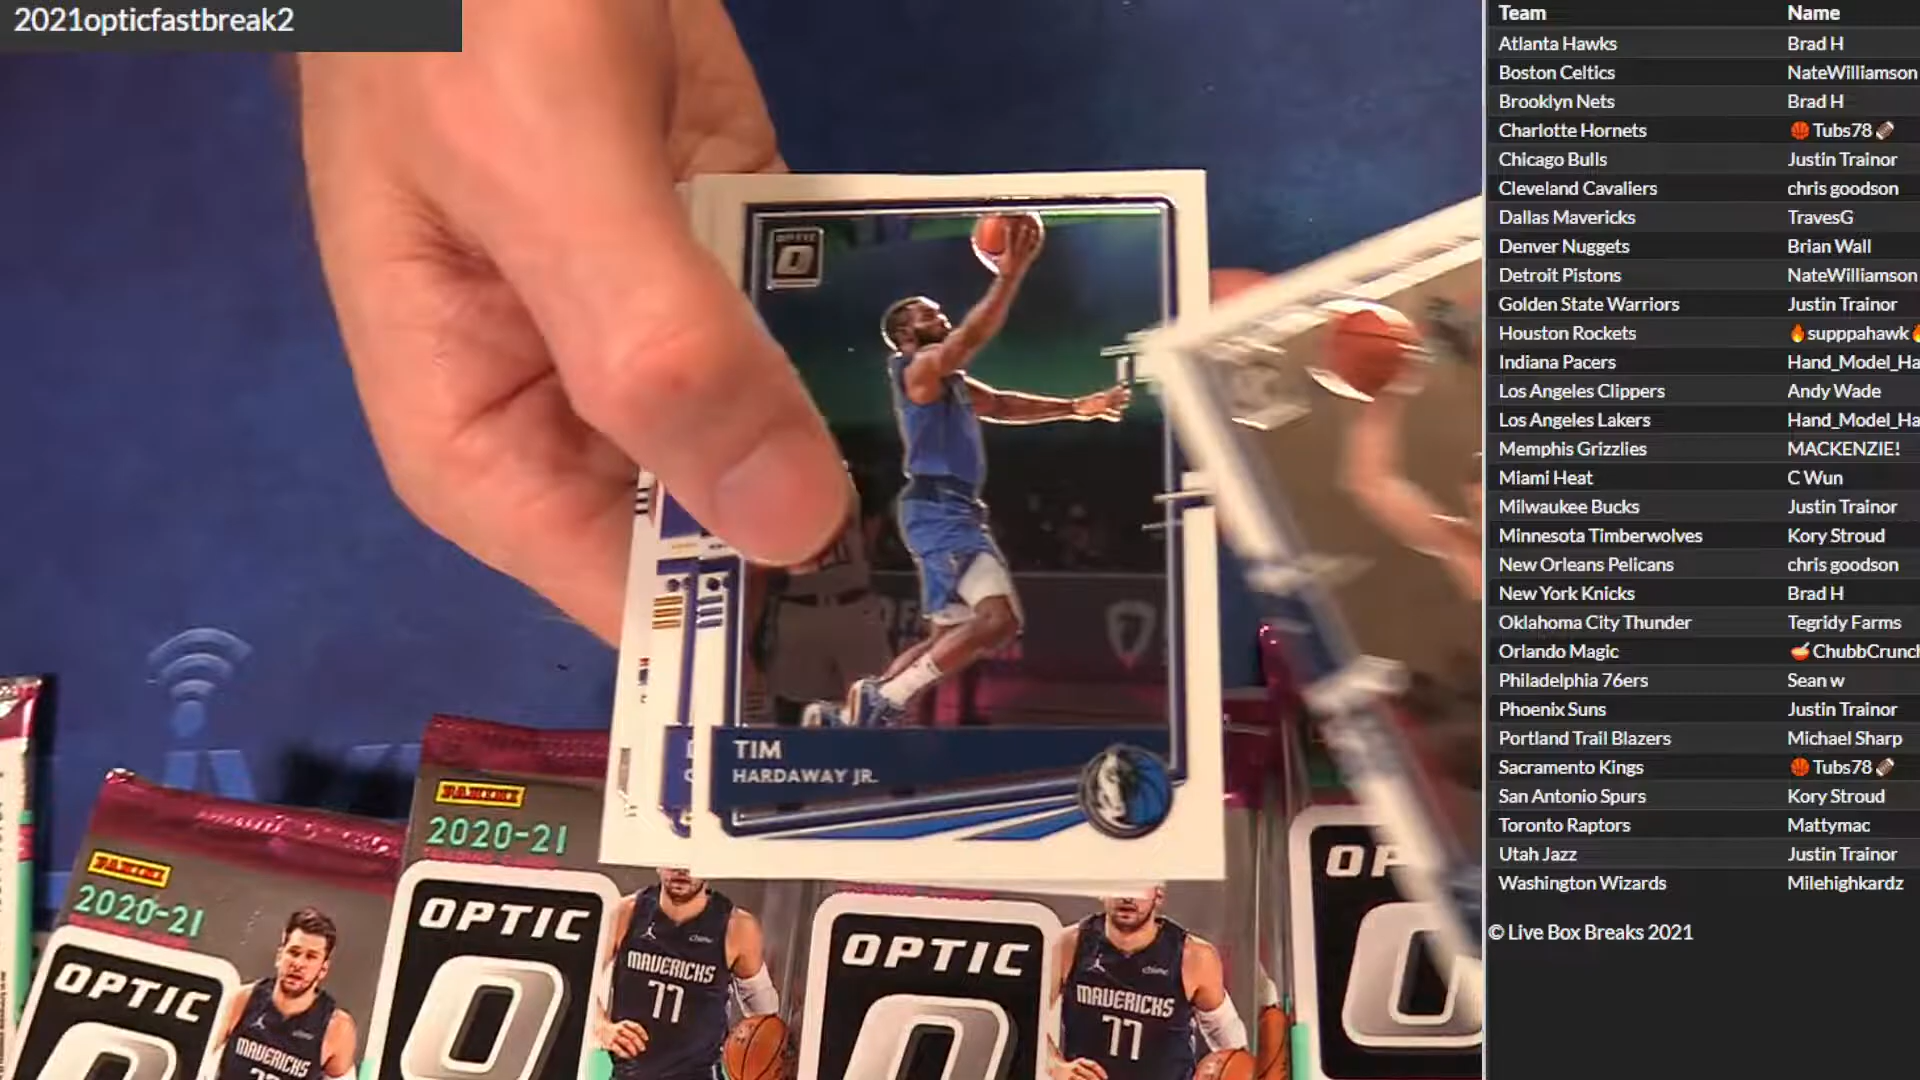 2021opticfastbreak2
Team Name
Atlanta Hawks Brad H
Boston Celtics NateWilliamson
Brooklyn Nets Brad H
Charlotte Hornets 🏀 Tubs78 🏈
Chicago Bulls Justin Trainor
Cleveland Cavaliers chris goodson
Dallas Mavericks TravesG
Denver Nuggets Brian Wall
Detroit Pistons NateWilliamson
Golden State Warriors Justin Trainor
Houston Rockets 🔥supppahawk🔥
Indiana Pacers Hand_Model_Ha
Los Angeles Clippers Andy Wade
Los Angeles Lakers Hand_Model_Ha
Memphis Grizzlies MACKENZIE!
Miami Heat C Wun
Milwaukee Bucks Justin Trainor
Minnesota Timberwolves Kory Stroud
New Orleans Pelicans chris goodson
New York Knicks Brad H
Oklahoma City Thunder Tegridy Farms
Orlando Magic 🥣 ChubbCrunch
Philadelphia 76ers Sean w
Phoenix Suns Justin Trainor
Portland Trail Blazers Michael Sharp
Sacramento Kings 🏀 Tubs78 🏈
San Antonio Spurs Kory Stroud
Toronto Raptors Mattymac
Utah Jazz Justin Trainor
Washington Wizards Milehighkardz
© Live Box Breaks 2021
OPTIC
O
TIM
HARDAWAY JR.
PANINI
2020-21
OPTIC
MAVERICKS
PANINI
2020-21
OPTIC
MAVERICKS
77
OPTIC
MAVERICKS
77
OP